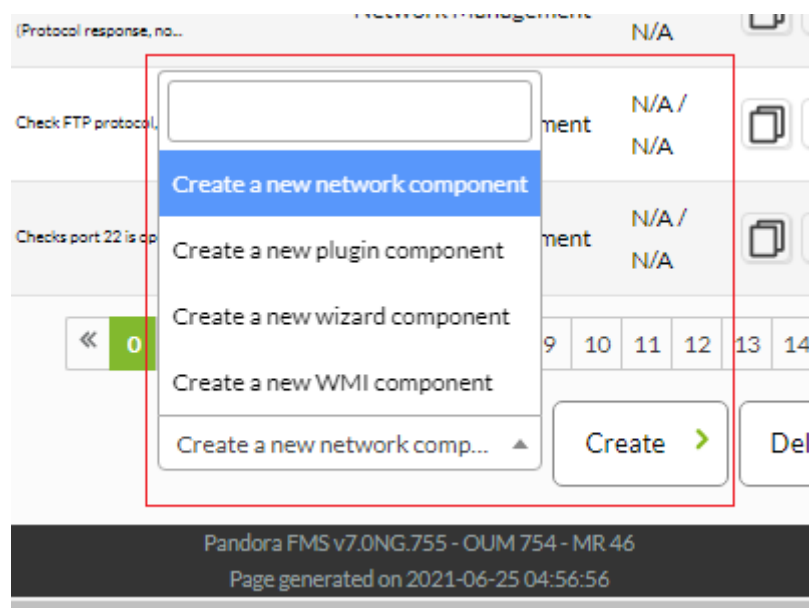 (Protocol response, no...
N/A
Check FTP protocol,
ment
N/A /
N/A
Create a new network component
Checks port 22 is op
Create a new plugin component
ment
N/A /
N/A
Create a new wizard component
0
9 10 11 12 13 14
Create a new WMI component
Create a new network comp...
Create
Del
Pandora FMS v7.0NG.755 - OUM 754 - MR 46
Page generated on 2021-06-25 04:56:56